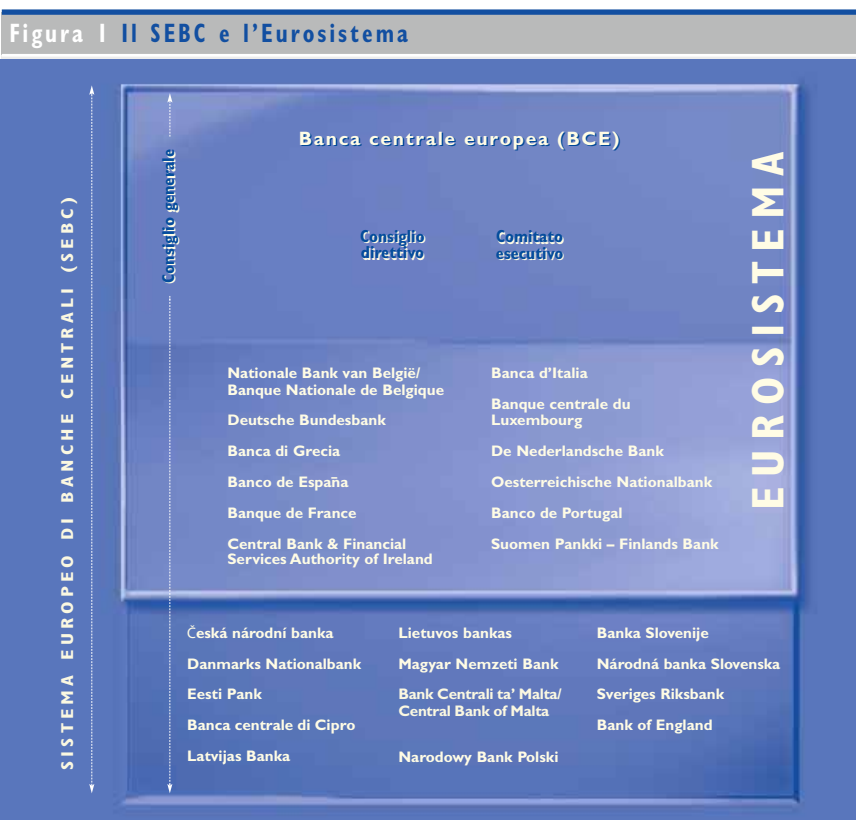 Figura 1 Il SEBC e l'Eurosistema
SISTEMA EUROPEO DI BANCHE CENTRALI (SEBC)
Consiglio generale
Banca centrale europea (BCE)
Consiglio
direttivo
Comitato
esecutivo
EUROSISTEMA
Nationale Bank van België/
Banque Nationale de Belgique
Deutsche Bundesbank
Banca di Grecia
Banco de España
Banque de France
Central Bank & Financial
Services Authority of Ireland
Banca d'Italia
Banque centrale du
Luxembourg
De Nederlandsche Bank
Oesterreichische Nationalbank
Banco de Portugal
Suomen Pankki – Finlands Bank
Česká národní banka
Danmarks Nationalbank
Eesti Pank
Banca centrale di Cipro
Latvijas Banka
Lietuvos bankas
Magyar Nemzeti Bank
Bank Centrali ta' Malta/
Central Bank of Malta
Narodowy Bank Polski
Banka Slovenije
Národná banka Slovenska
Sveriges Riksbank
Bank of England